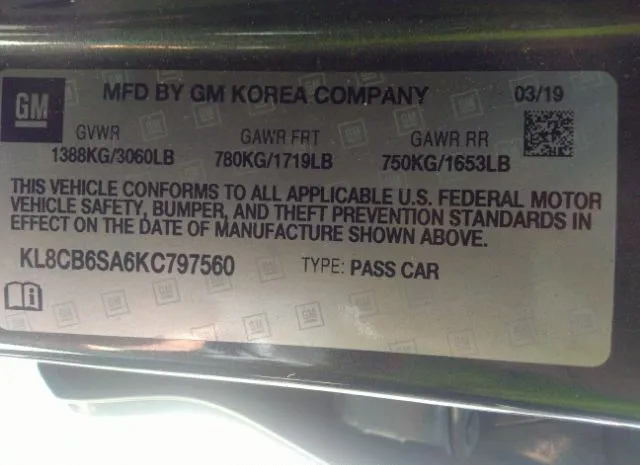 GM MFD BY GM KOREA COMPANY 03/19
GVWR GAWR FRT GAWR RR
1388KG/3060LB 780KG/1719LB 750KG/1653LB
THIS VEHICLE CONFORMS TO ALL APPLICABLE U.S. FEDERAL MOTOR
VEHICLE SAFETY, BUMPER, AND THEFT PREVENTION STANDARDS IN
EFFECT ON THE DATE OF MANUFACTURE SHOWN ABOVE.
KL8CB6SA6KC797560 TYPE: PASS CAR